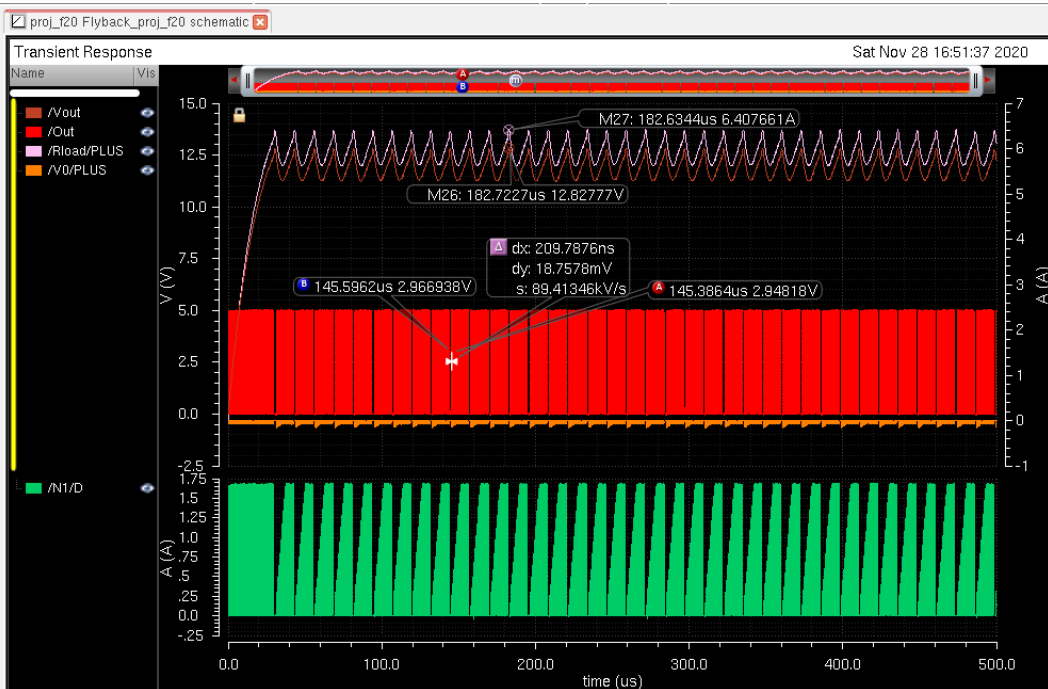 proj_f20 Flyback_proj_f20 schematic
Transient Response
Sat Nov 28 16:51:37 2020
Name Vis
/Vout
/Out
/Rload/PLUS
/V0/PLUS
A
B
m
15.0
12.5
10.0
7.5
5.0
2.5
0.0
-2.5
V (V)
M27: 182.6344us 6.407661A
M26: 182.7227us 12.82777V
Δ dx: 209.7876ns
dy: 18.7578mV
s: 89.41346kV/s
B 145.5962us 2.966938V
A 145.3864us 2.94818V
7
6
5
4
3
2
1
0
-1
A (A)
/N1/D
1.75
1.5
1.25
1.0
.75
.5
.25
0.0
-.25
A (A)
0.0 100.0 200.0 300.0 400.0 500.0
time (us)